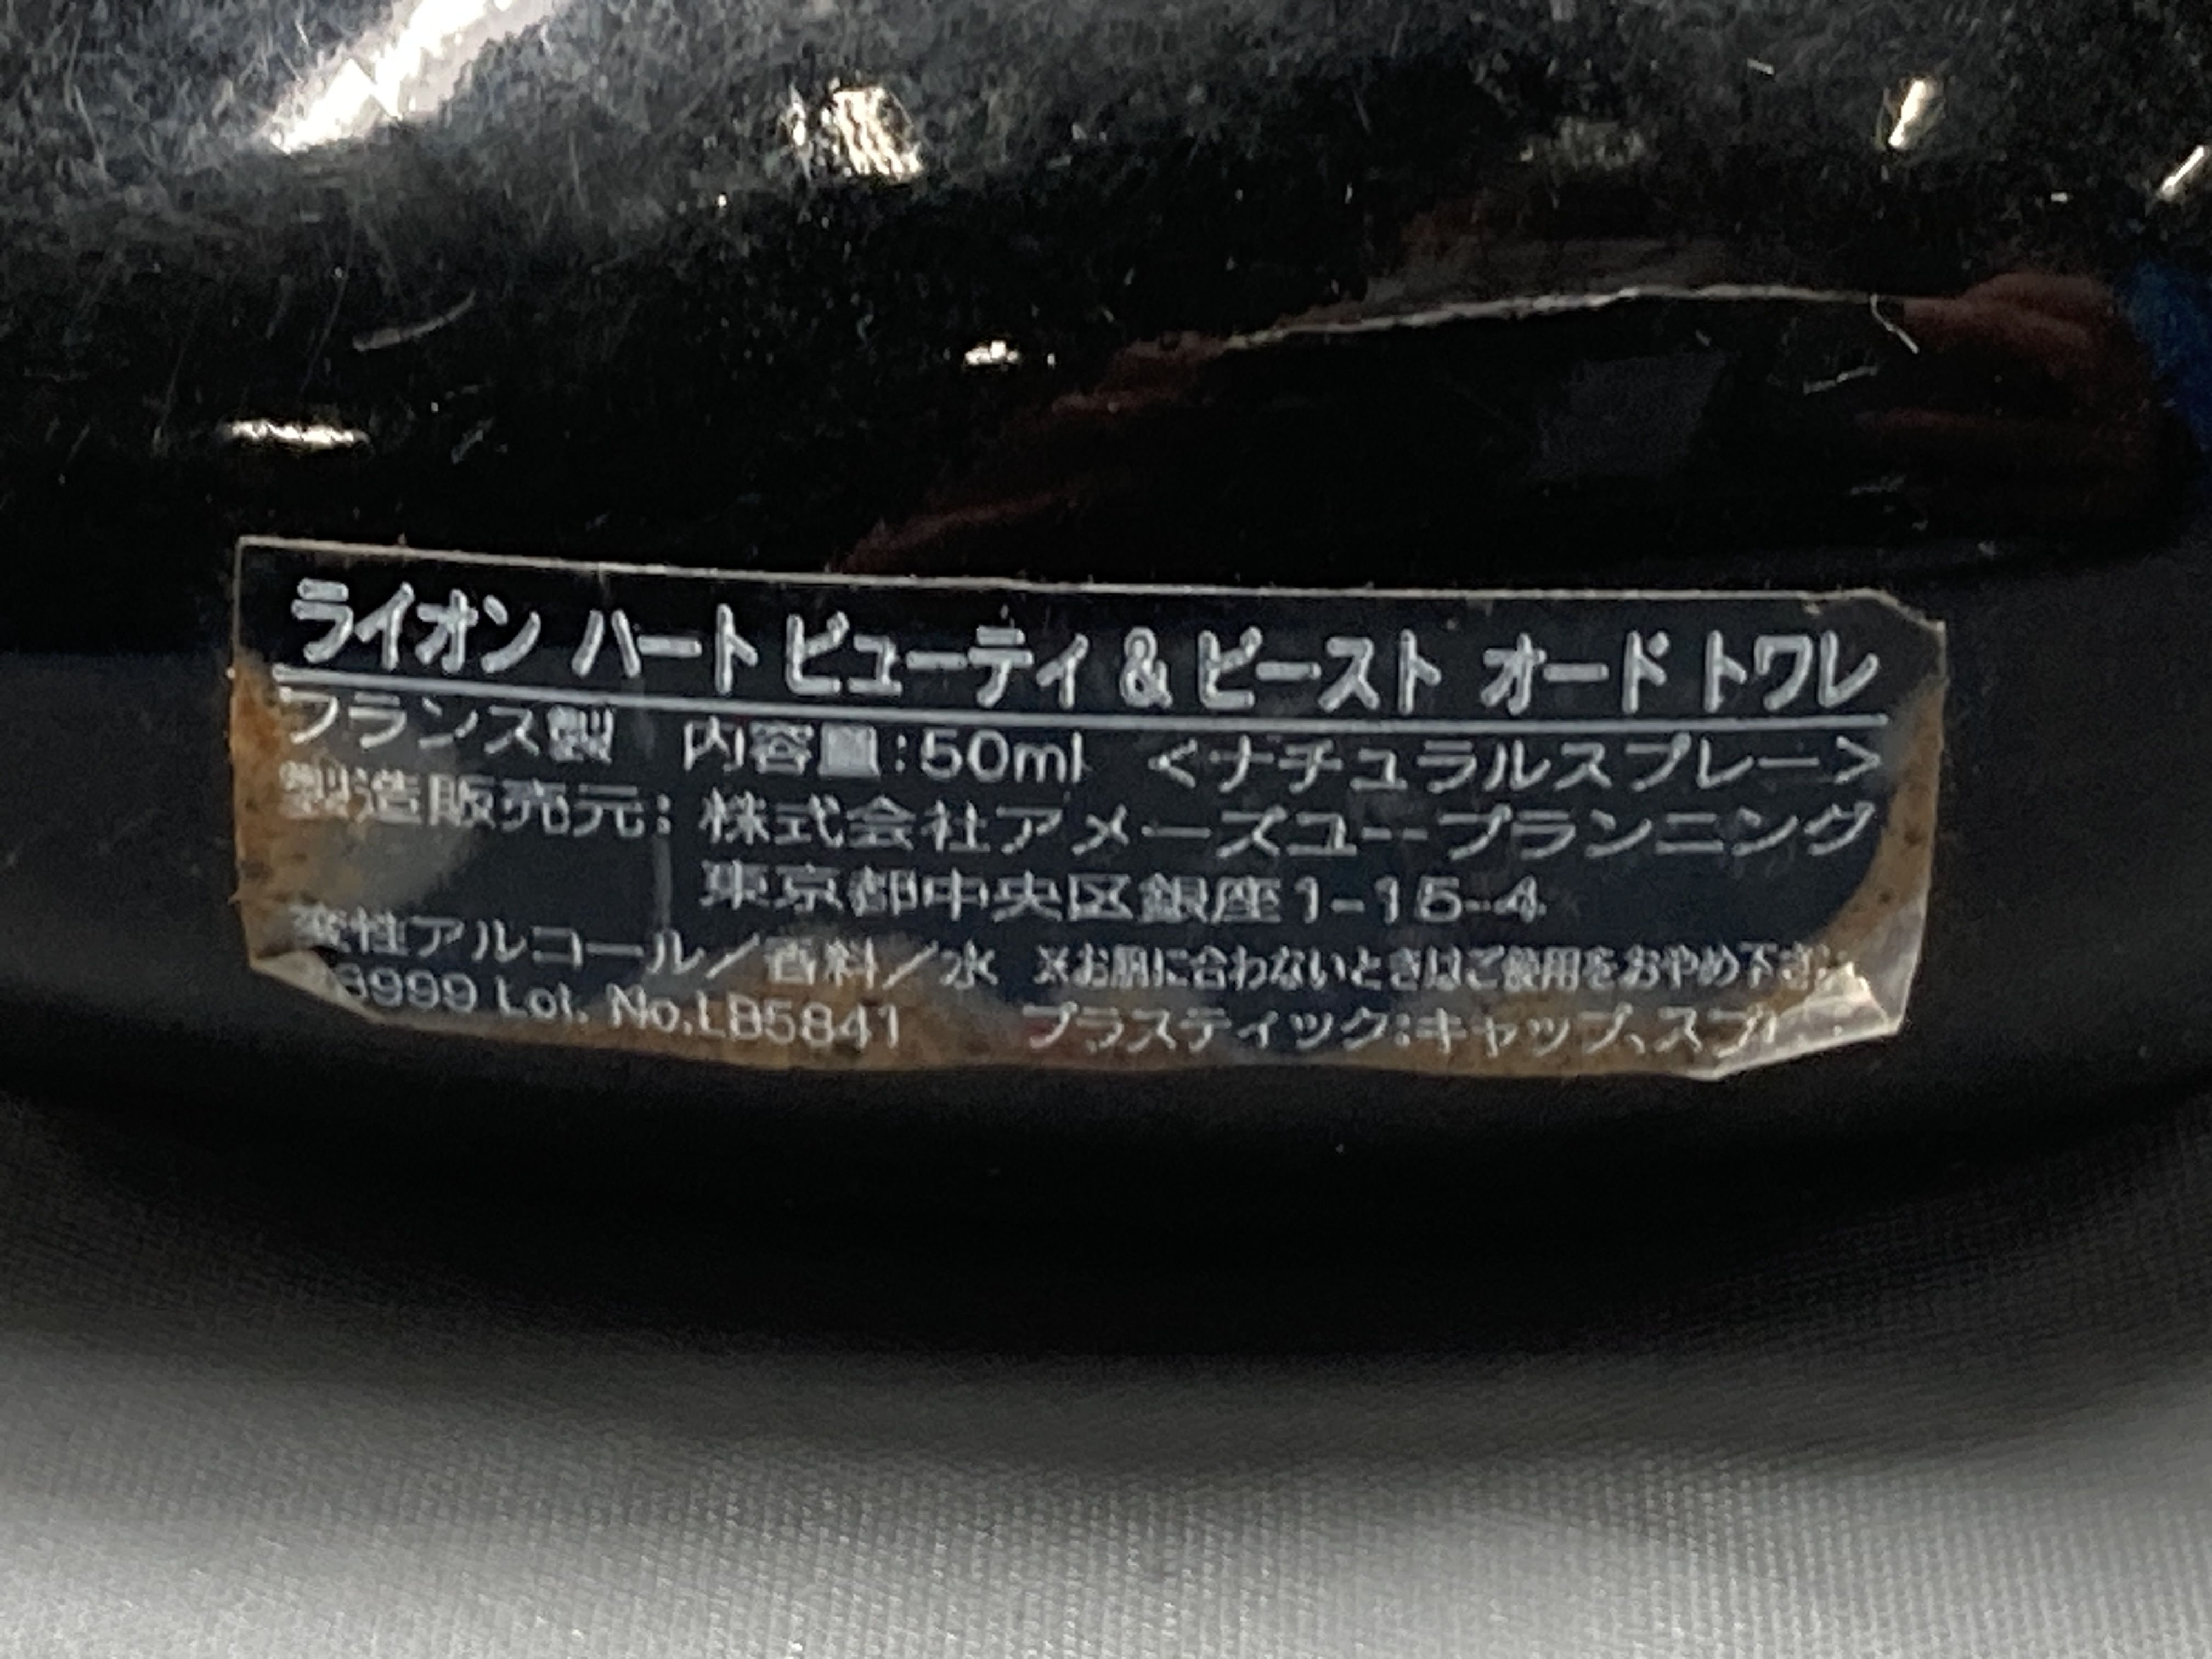 ライオン ハート ビューティ & ビースト オード トワレ
フランス製 内容量:50ml <ナチュラルスプレー>
製造販売元: 株式会社アメーズユープランニング
東京都中央区銀座1-15-4
変性アルコール/香料/水 ※お肌に合わないときはご使用をおやめ下さい
8999 Lot. No.LB5841 プラスティック:キャップ、スプ